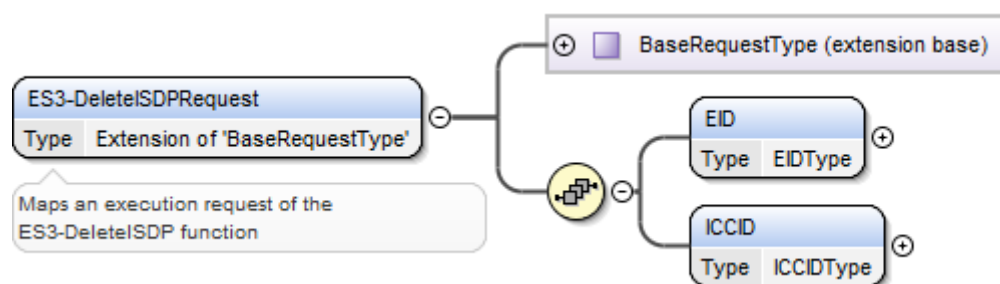 BaseRequestType (extension base)
ES3-DeleteISDPRequest
Type Extension of 'BaseRequestType'
Maps an execution request of the
ES3-DeleteISDP function
EID
Type EIDType
ICCID
Type ICCIDType